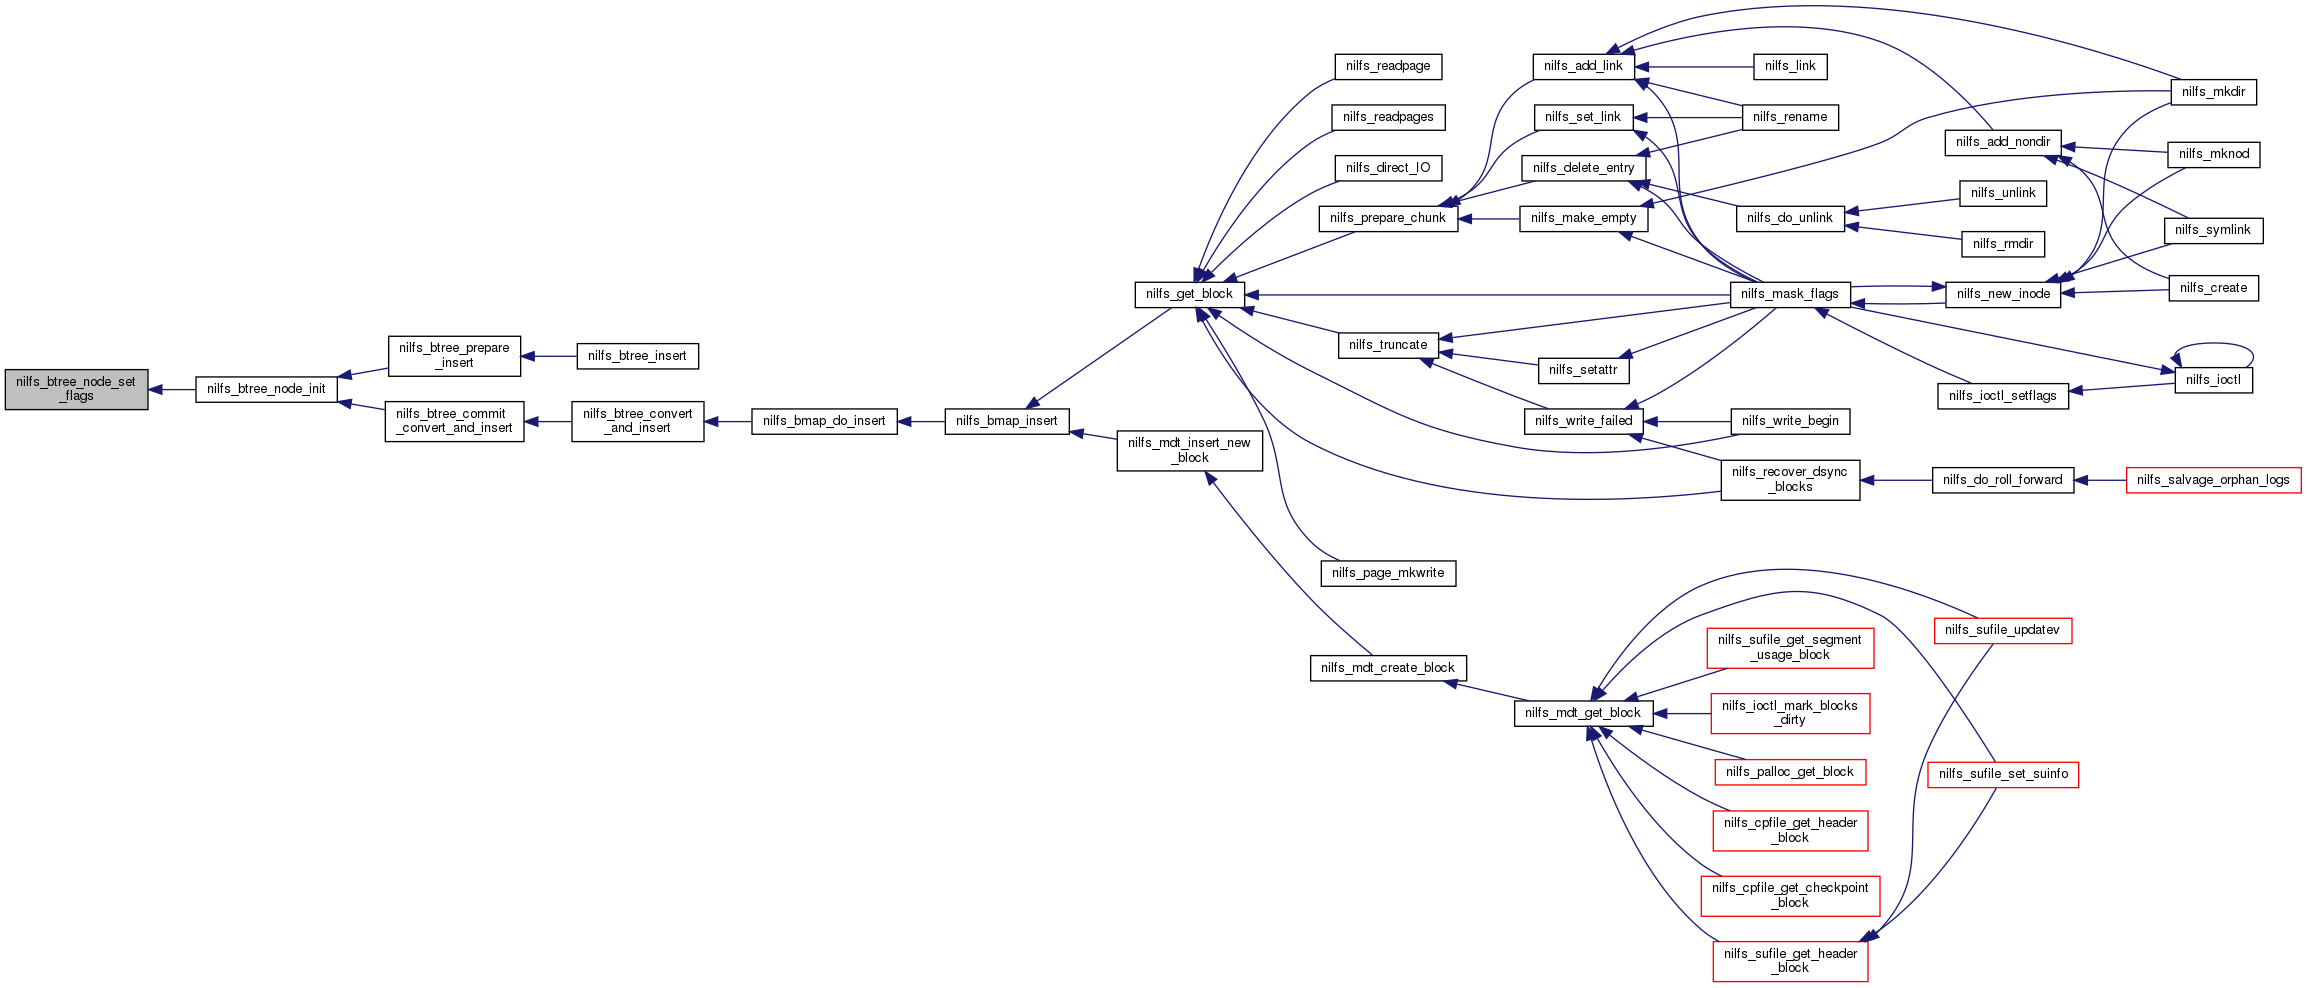 nilfs_btree_node_set
_flags
nilfs_btree_node_init
nilfs_btree_prepare
_insert
nilfs_btree_insert
nilfs_btree_commit
_convert_and_insert
nilfs_btree_convert
_and_insert
nilfs_bmap_do_insert
nilfs_bmap_insert
nilfs_get_block
nilfs_mdt_insert_new
_block
nilfs_readpage
nilfs_readpages
nilfs_direct_IO
nilfs_prepare_chunk
nilfs_truncate
nilfs_page_mkwrite
nilfs_mdt_create_block
nilfs_add_link
nilfs_set_link
nilfs_delete_entry
nilfs_make_empty
nilfs_setattr
nilfs_write_failed
nilfs_mdt_get_block
nilfs_link
nilfs_rename
nilfs_do_unlink
nilfs_mask_flags
nilfs_write_begin
nilfs_recover_dsync
_blocks
nilfs_sufile_get_segment
_usage_block
nilfs_ioctl_mark_blocks
_dirty
nilfs_palloc_get_block
nilfs_cpfile_get_header
_block
nilfs_cpfile_get_checkpoint
_block
nilfs_sufile_get_header
_block
nilfs_add_nondir
nilfs_unlink
nilfs_rmdir
nilfs_new_inode
nilfs_ioctl_setflags
nilfs_do_roll_forward
nilfs_sufile_updatev
nilfs_sufile_set_suinfo
nilfs_mkdir
nilfs_mknod
nilfs_symlink
nilfs_create
nilfs_ioctl
nilfs_salvage_orphan_logs